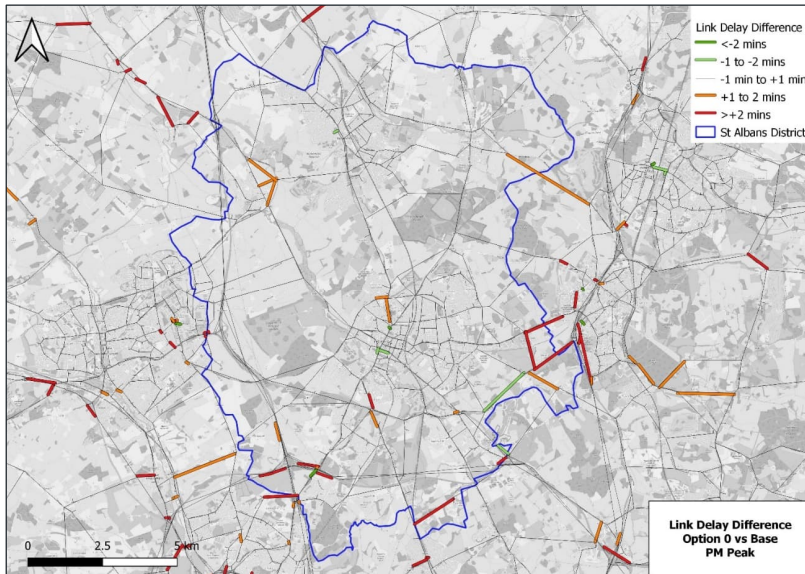 Link Delay Difference
<-2 mins
-1 to -2 mins
-1 min to +1 min
+1 to 2 mins
>+2 mins
St Albans District
0 2.5 5 km
Link Delay Difference
Option 0 vs Base
PM Peak